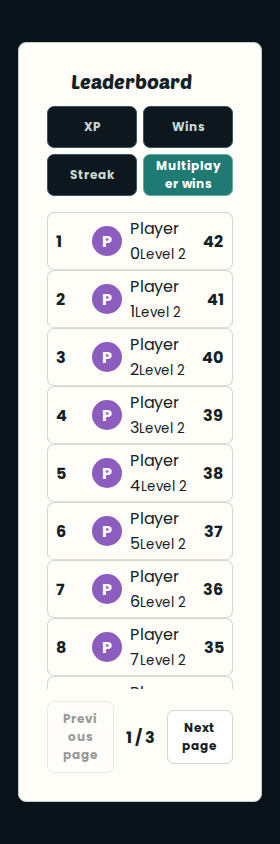 Leaderboard
XP
Wins
Streak
Multiplay
er wins
1
P
Player
0Level 2
42
2
P
Player
1Level 2
41
3
P
Player
2Level 2
40
4
P
Player
3Level 2
39
5
P
Player
4Level 2
38
6
P
Player
5Level 2
37
7
P
Player
6Level 2
36
8
P
Player
7Level 2
35
Previ
ous
page
1 / 3
Next
page